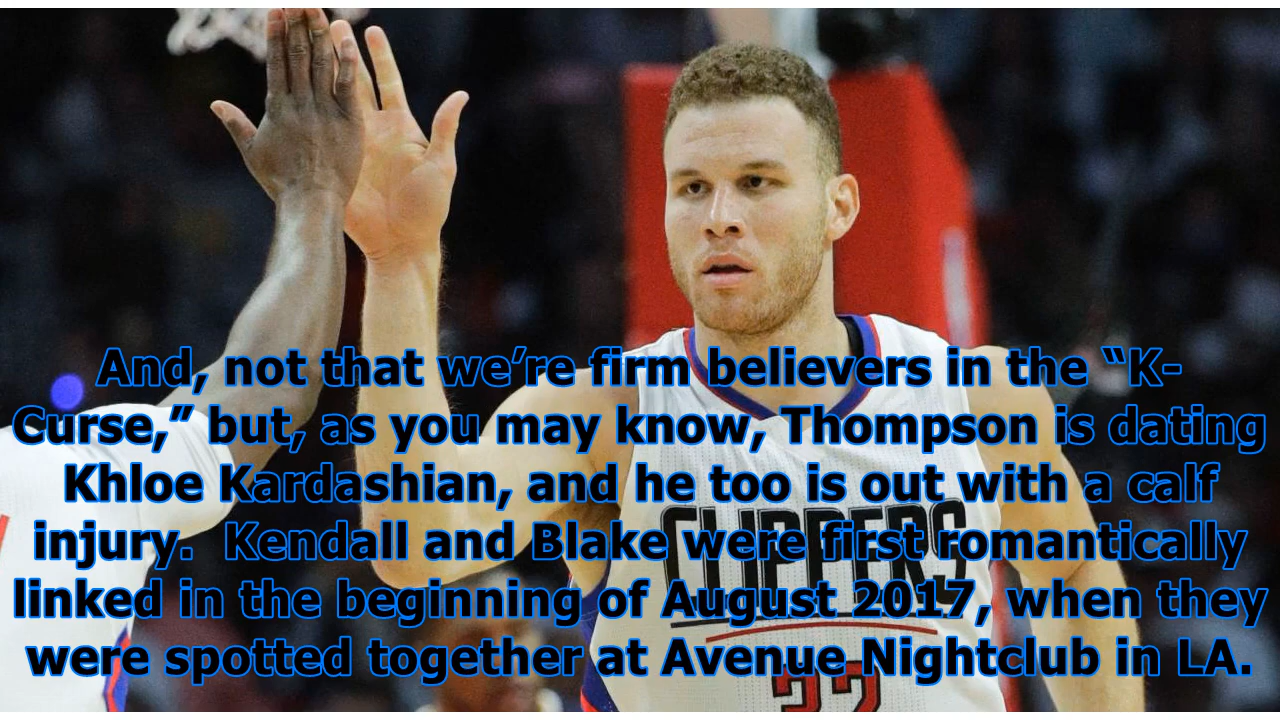 And, not that we’re firm believers in the “K-
Curse,” but, as you may know, Thompson is dating
Khloe Kardashian, and he too is out with a calf
injury.  Kendall and Blake were first romantically
linked in the beginning of August 2017, when they
were spotted together at Avenue Nightclub in LA.
CLIPPERS
32